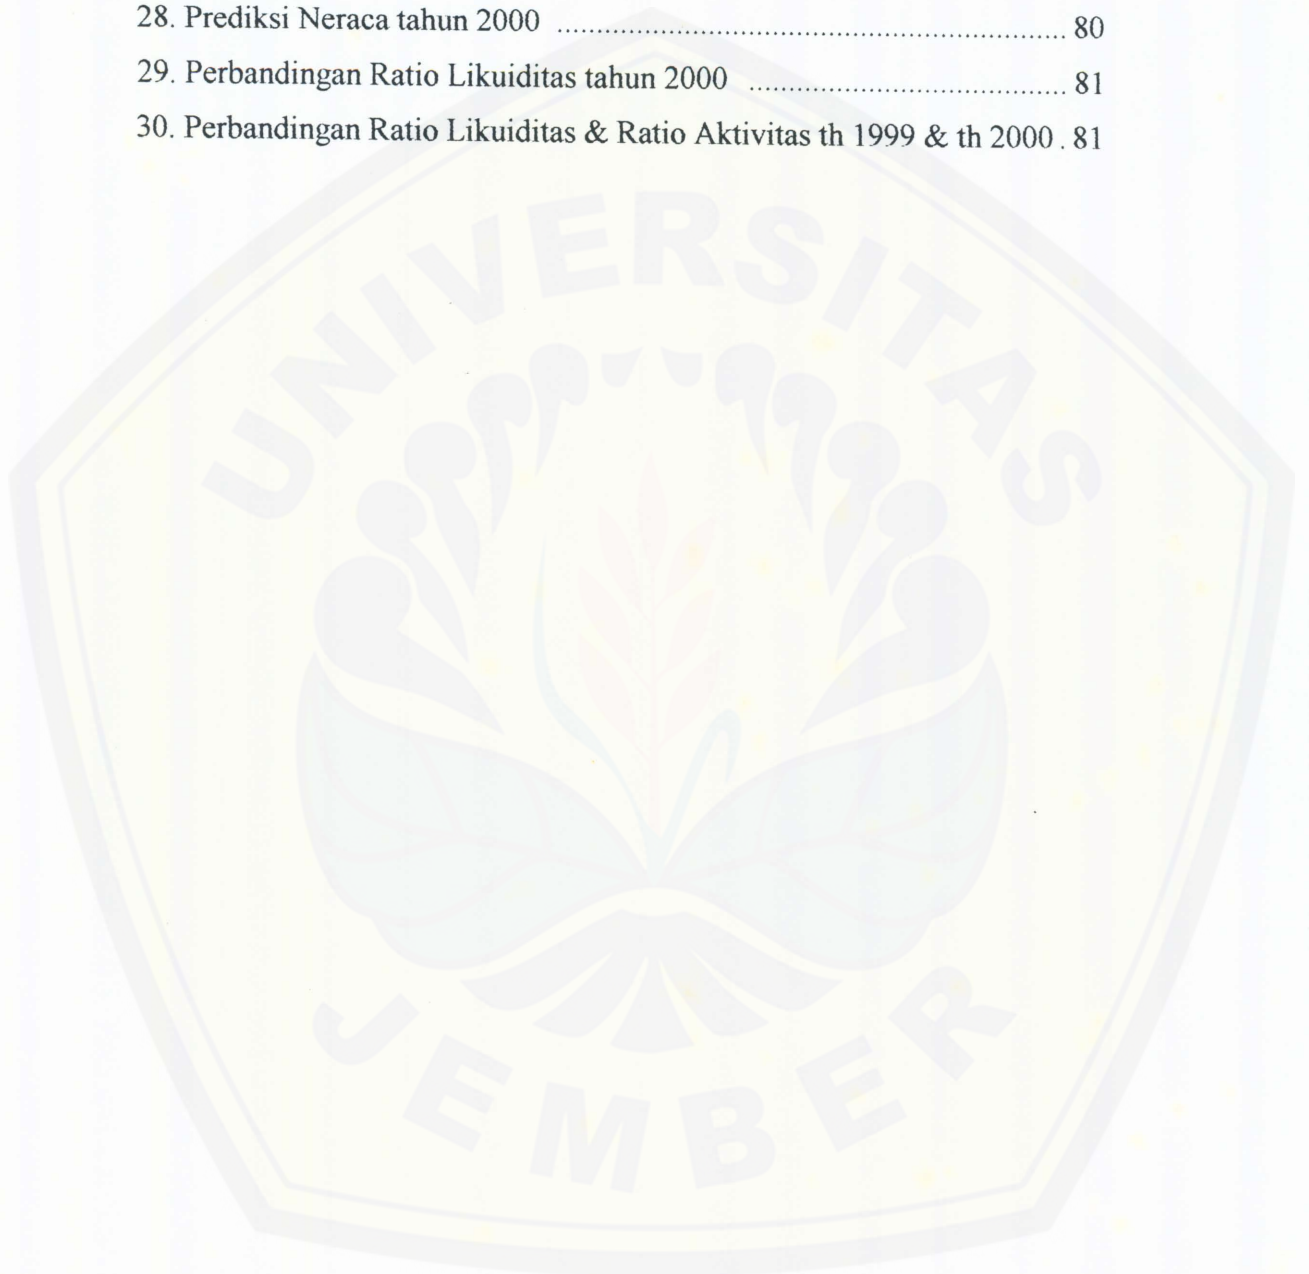 28. Prediksi Neraca tahun 2000 ................................................................. 80
29. Perbandingan Ratio Likuiditas tahun 2000 ........................................ 81
30. Perbandingan Ratio Likuiditas & Ratio Aktivitas th 1999 & th 2000 . 81
UNIVERSITAS
JEMBER